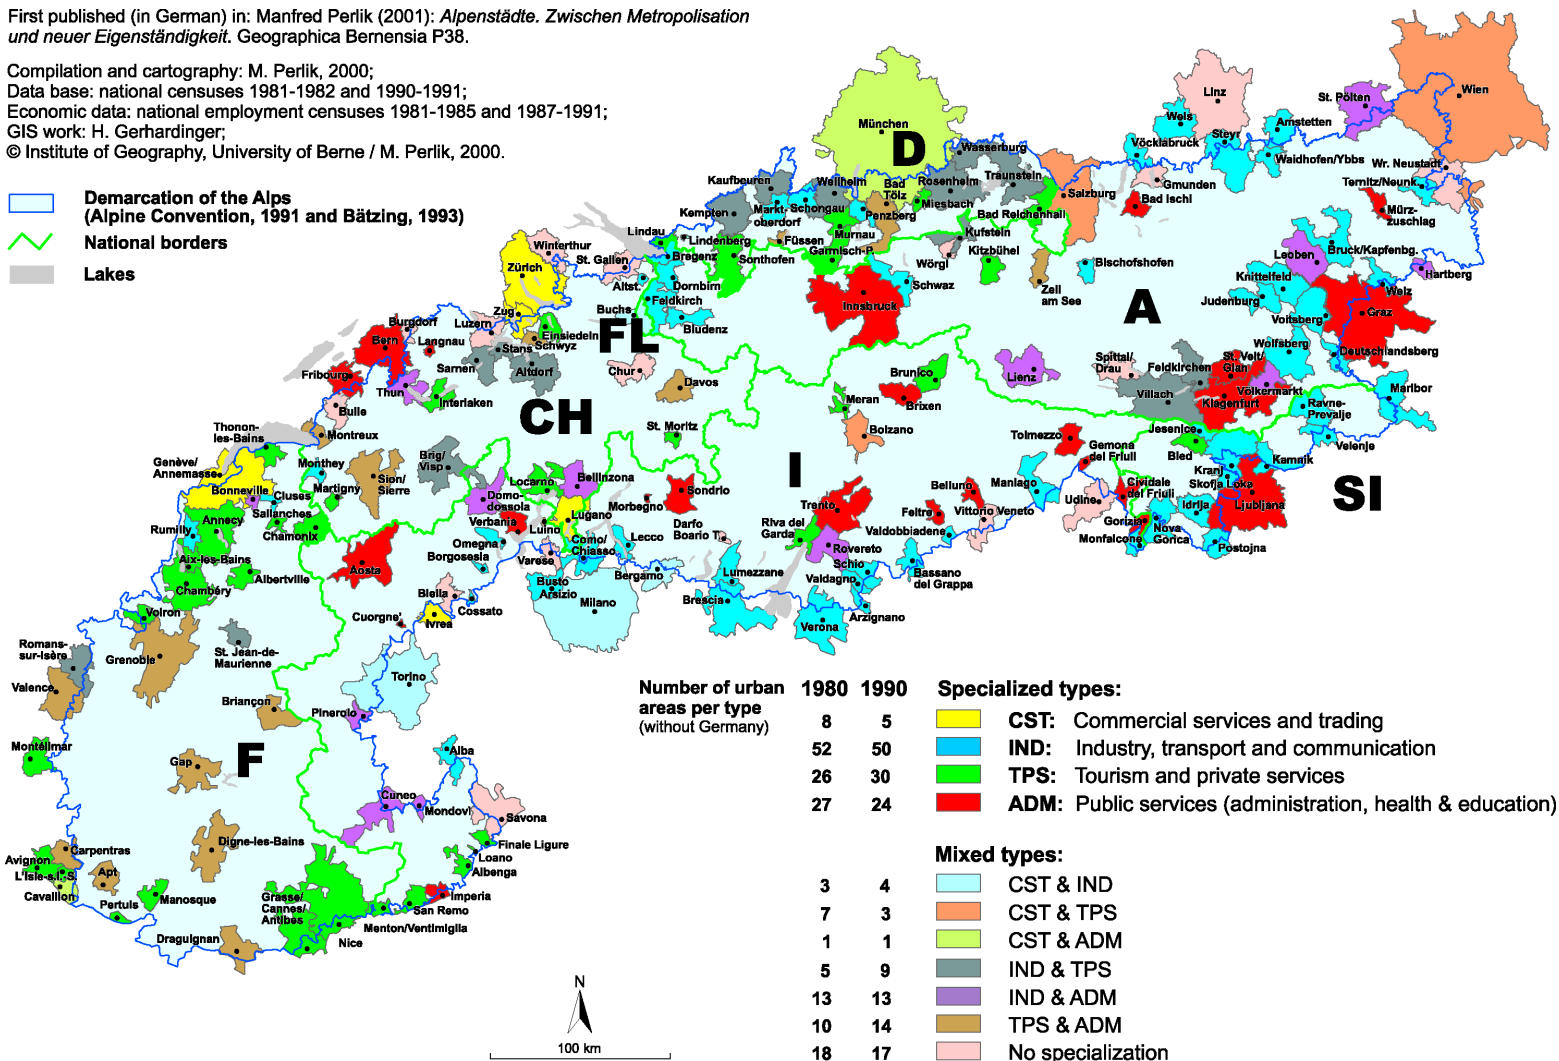 First published (in German) in: Manfred Perlik (2001): Alpenstädte. Zwischen Metropolisation
und neuer Eigenständigkeit. Geographica Bernensia P38.
Compilation and cartography: M. Perlik, 2000;
Data base: national censuses 1981-1982 and 1990-1991;
Economic data: national employment censuses 1981-1985 and 1987-1991;
GIS work: H. Gerhardinger;
© Institute of Geography, University of Berne / M. Perlik, 2000.
Demarcation of the Alps
(Alpine Convention, 1991 and Bätzing, 1993)
National borders
Lakes
Wien
St. Pölten
Linz
Wels
Steyr
Amstetten
Vöcklabruck
Waidhofen/Ybbs
Wr. Neustadt
Ternitz/Neunk.
Gmunden
Bad Ischl
Mürz-
zuschlag
München
D
Wasserburg
Kaufbeuren
Weilheim
Bad
Tölz
Rosenheim
Traunstein
Salzburg
Kempten
Markt-
oberdorf
Schongau
Penzberg
Miesbach
Bad Reichenhall
Murnau
Lindau
Lindenberg
Füssen
Kufstein
Kitzbühel
Bruck/Kapfenbg.
Leoben
Hartberg
Winterthur
St. Gallen
Bregenz
Sonthofen
Garmisch-P.
Wörgl
Bischofshofen
Zürich
Altst.
Dornbirn
Schwaz
Zell
am See
Knittelfeld
Judenburg
Weiz
Zug
Buchs
Feldkirch
Innsbruck
A
Voitsberg
Graz
Burgdorf
Luzern
Einsiedeln
Schwyz
FL
Bludenz
Bern
Langnau
Stans
Wolfsberg
Deutschlandsberg
Fribourg
Sarnen
Altdorf
Chur
Davos
Brunico
Lienz
Spittal/
Drau
Feldkirchen
St. Veit/
Glan
Thun
Interlaken
Meran
Brixen
Villach
Völkermarkt
Klagenfurt
Maribor
Bulle
CH
Ravne-
Prevalje
Thonon-
les-Bains
Montreux
St. Moritz
Bolzano
Tolmezzo
Jesenice
Velenje
Genève/
Annemasse
Monthey
Brig/
Visp
Gemona
del Friuli
Bled
Kamnik
Kranj
Bonneville
Cluses
Martigny
Sion/
Sierre
Locarno
Bellinzona
I
Belluno
Maniago
Skofja Loka
SI
Sallanches
Domo-
dossola
Sondrio
Cividale
del Friuli
Udine
Annecy
Chamonix
Verbania
Lugano
Morbegno
Trento
Feltre
Vittorio Veneto
Idrija
Ljubljana
Rumilly
Luino
Darfo
Boario T.
Riva del
Garda
Valdobbiadene
Gorizia
Nova
Gorica
Omegna
Como/
Chiasso
Lecco
Rovereto
Monfalcone
Postojna
Aix-les-Bains
Albertville
Aosta
Borgosesia
Varese
Bergamo
Lumezzane
Schio
Valdagno
Bassano
del Grappa
Chambéry
Biella
Cossato
Busto
Arsizio
Milano
Brescia
Arzignano
Voiron
Cuorgne'
Ivrea
Verona
Romans-
sur-Isère
Grenoble
St. Jean-de-
Maurienne
Torino
Valence
Briançon
Pinerolo
Montélimar
Alba
Gap
F
Cuneo
Mondovì
Savona
Avignon
Carpentras
Digne-les-Bains
Finale Ligure
L'Isle-s.l.-S.
Apt
Loano
Albenga
Cavaillon
Manosque
Pertuis
Grasse/
Cannes/
Antibes
Imperia
San Remo
Menton/Ventimiglia
Draguignan
Nice
N
100 km
Number of urban
areas per type
(without Germany)
1980 1990
Specialized types:
8 5 CST: Commercial services and trading
52 50 IND: Industry, transport and communication
26 30 TPS: Tourism and private services
27 24 ADM: Public services (administration, health & education)
Mixed types:
3 4 CST & IND
7 3 CST & TPS
1 1 CST & ADM
5 9 IND & TPS
13 13 IND & ADM
10 14 TPS & ADM
18 17 No specialization